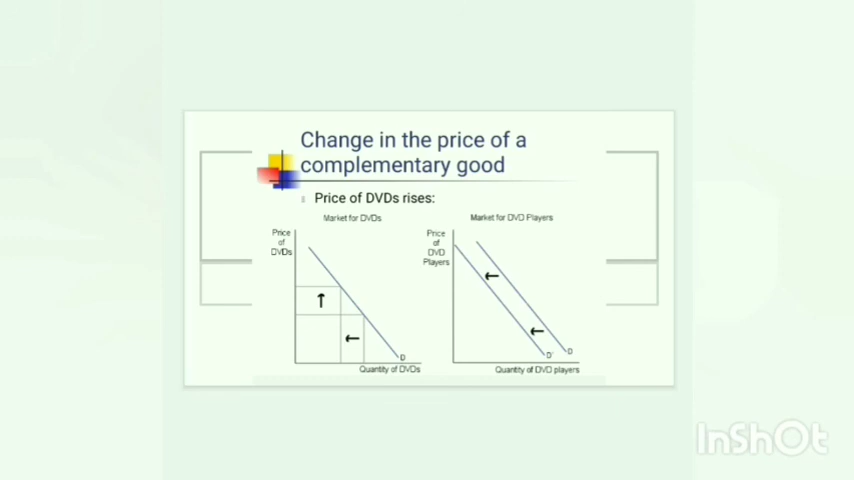 Change in the price of a
complementary good
Price of DVDs rises:
Market for DVDs
Price
of
DVDs
D
Quantity of DVDs
Market for DVD Players
Price
of
DVD
Players
D'
D
Quantity of DVD players
InShOt